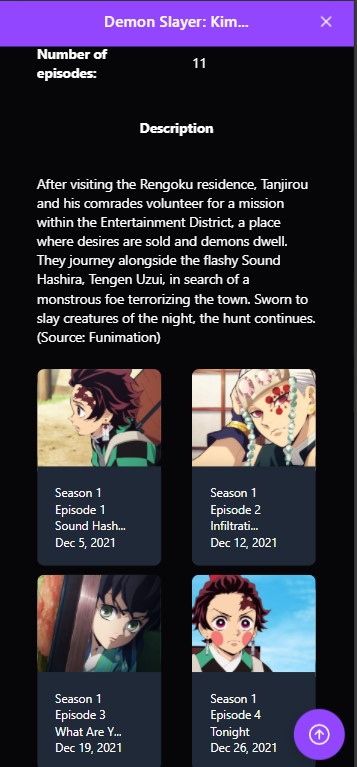 Demon Slayer: Kim...
Number of
episodes:
11
Description
After visiting the Rengoku residence, Tanjirou
and his comrades volunteer for a mission
within the Entertainment District, a place
where desires are sold and demons dwell.
They journey alongside the flashy Sound
Hashira, Tengen Uzui, in search of a
monstrous foe terrorizing the town. Sworn to
slay creatures of the night, the hunt continues.
(Source: Funimation)
Season 1
Episode 1
Sound Hash...
Dec 5, 2021
Season 1
Episode 2
Infiltrati...
Dec 12, 2021
Season 1
Episode 3
What Are Y...
Dec 19, 2021
Season 1
Episode 4
Tonight
Dec 26, 2021